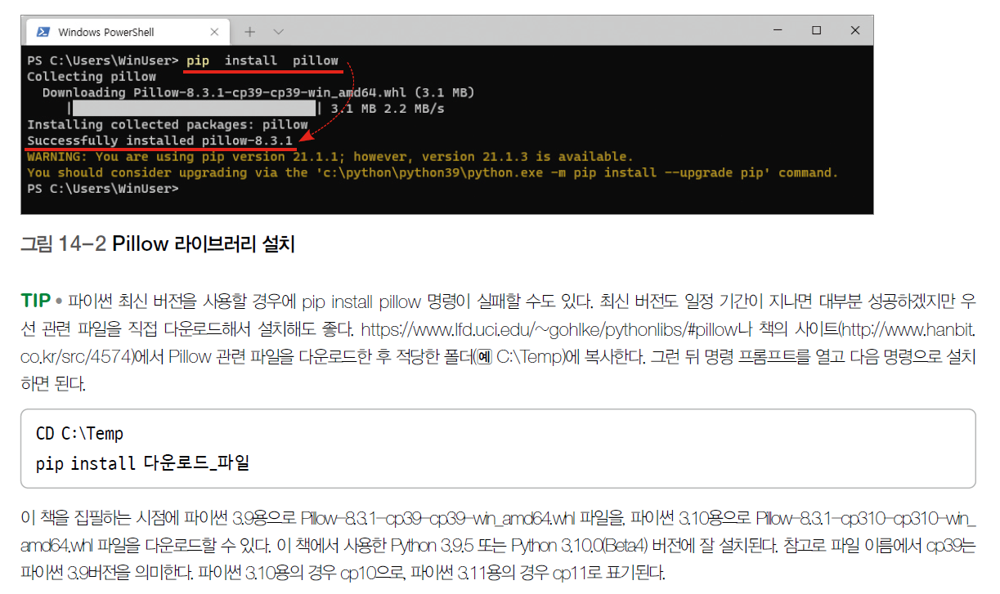 Windows PowerShell
PS C:\Users\WinUser> pip install pillow
Collecting pillow
Downloading Pillow-8.3.1-cp39-cp39-win_amd64.whl (3.1 MB)
| | 3.1 MB 2.2 MB/s
Installing collected packages: pillow
Successfully installed pillow-8.3.1
WARNING: You are using pip version 21.1.1; however, version 21.1.3 is available.
You should consider upgrading via the 'c:\python\python39\python.exe -m pip install --upgrade pip' command.
PS C:\Users\WinUser>
그림 14-2 Pillow 라이브러리 설치
TIP • 파이썬 최신 버전을 사용할 경우에 pip install pillow 명령이 실패할 수도 있다. 최신 버전도 일정 기간이 지나면 대부분 성공하겠지만 우
선 관련 파일을 직접 다운로드해서 설치해도 좋다. https://www.lfd.uci.edu/~gohlke/pythonlibs/#pillow나 책의 사이트(http://www.hanbit.
co.kr/src/4574)에서 Pillow 관련 파일을 다운로드한 후 적당한 폴더(예 C:\Temp)에 복사한다. 그런 뒤 명령 프롬프트를 열고 다음 명령으로 설치
하면 된다.
CD C:\Temp
pip install 다운로드_파일
이 책을 집필하는 시점에 파이썬 3.9용으로 Pillow-8.3.1-cp39-cp39-win_amd64.whl 파일을, 파이썬 3.10용으로 Pillow-8.3.1-cp310-cp310-win_
amd64.whl 파일을 다운로드할 수 있다. 이 책에서 사용한 Python 3.9.5 또는 Python 3.10.0(Beta4) 버전에 잘 설치된다. 참고로 파일 이름에서 cp39는
파이썬 3.9버전을 의미한다. 파이썬 3.10용의 경우 cp10으로, 파이썬 3.11용의 경우 cp11로 표기된다.